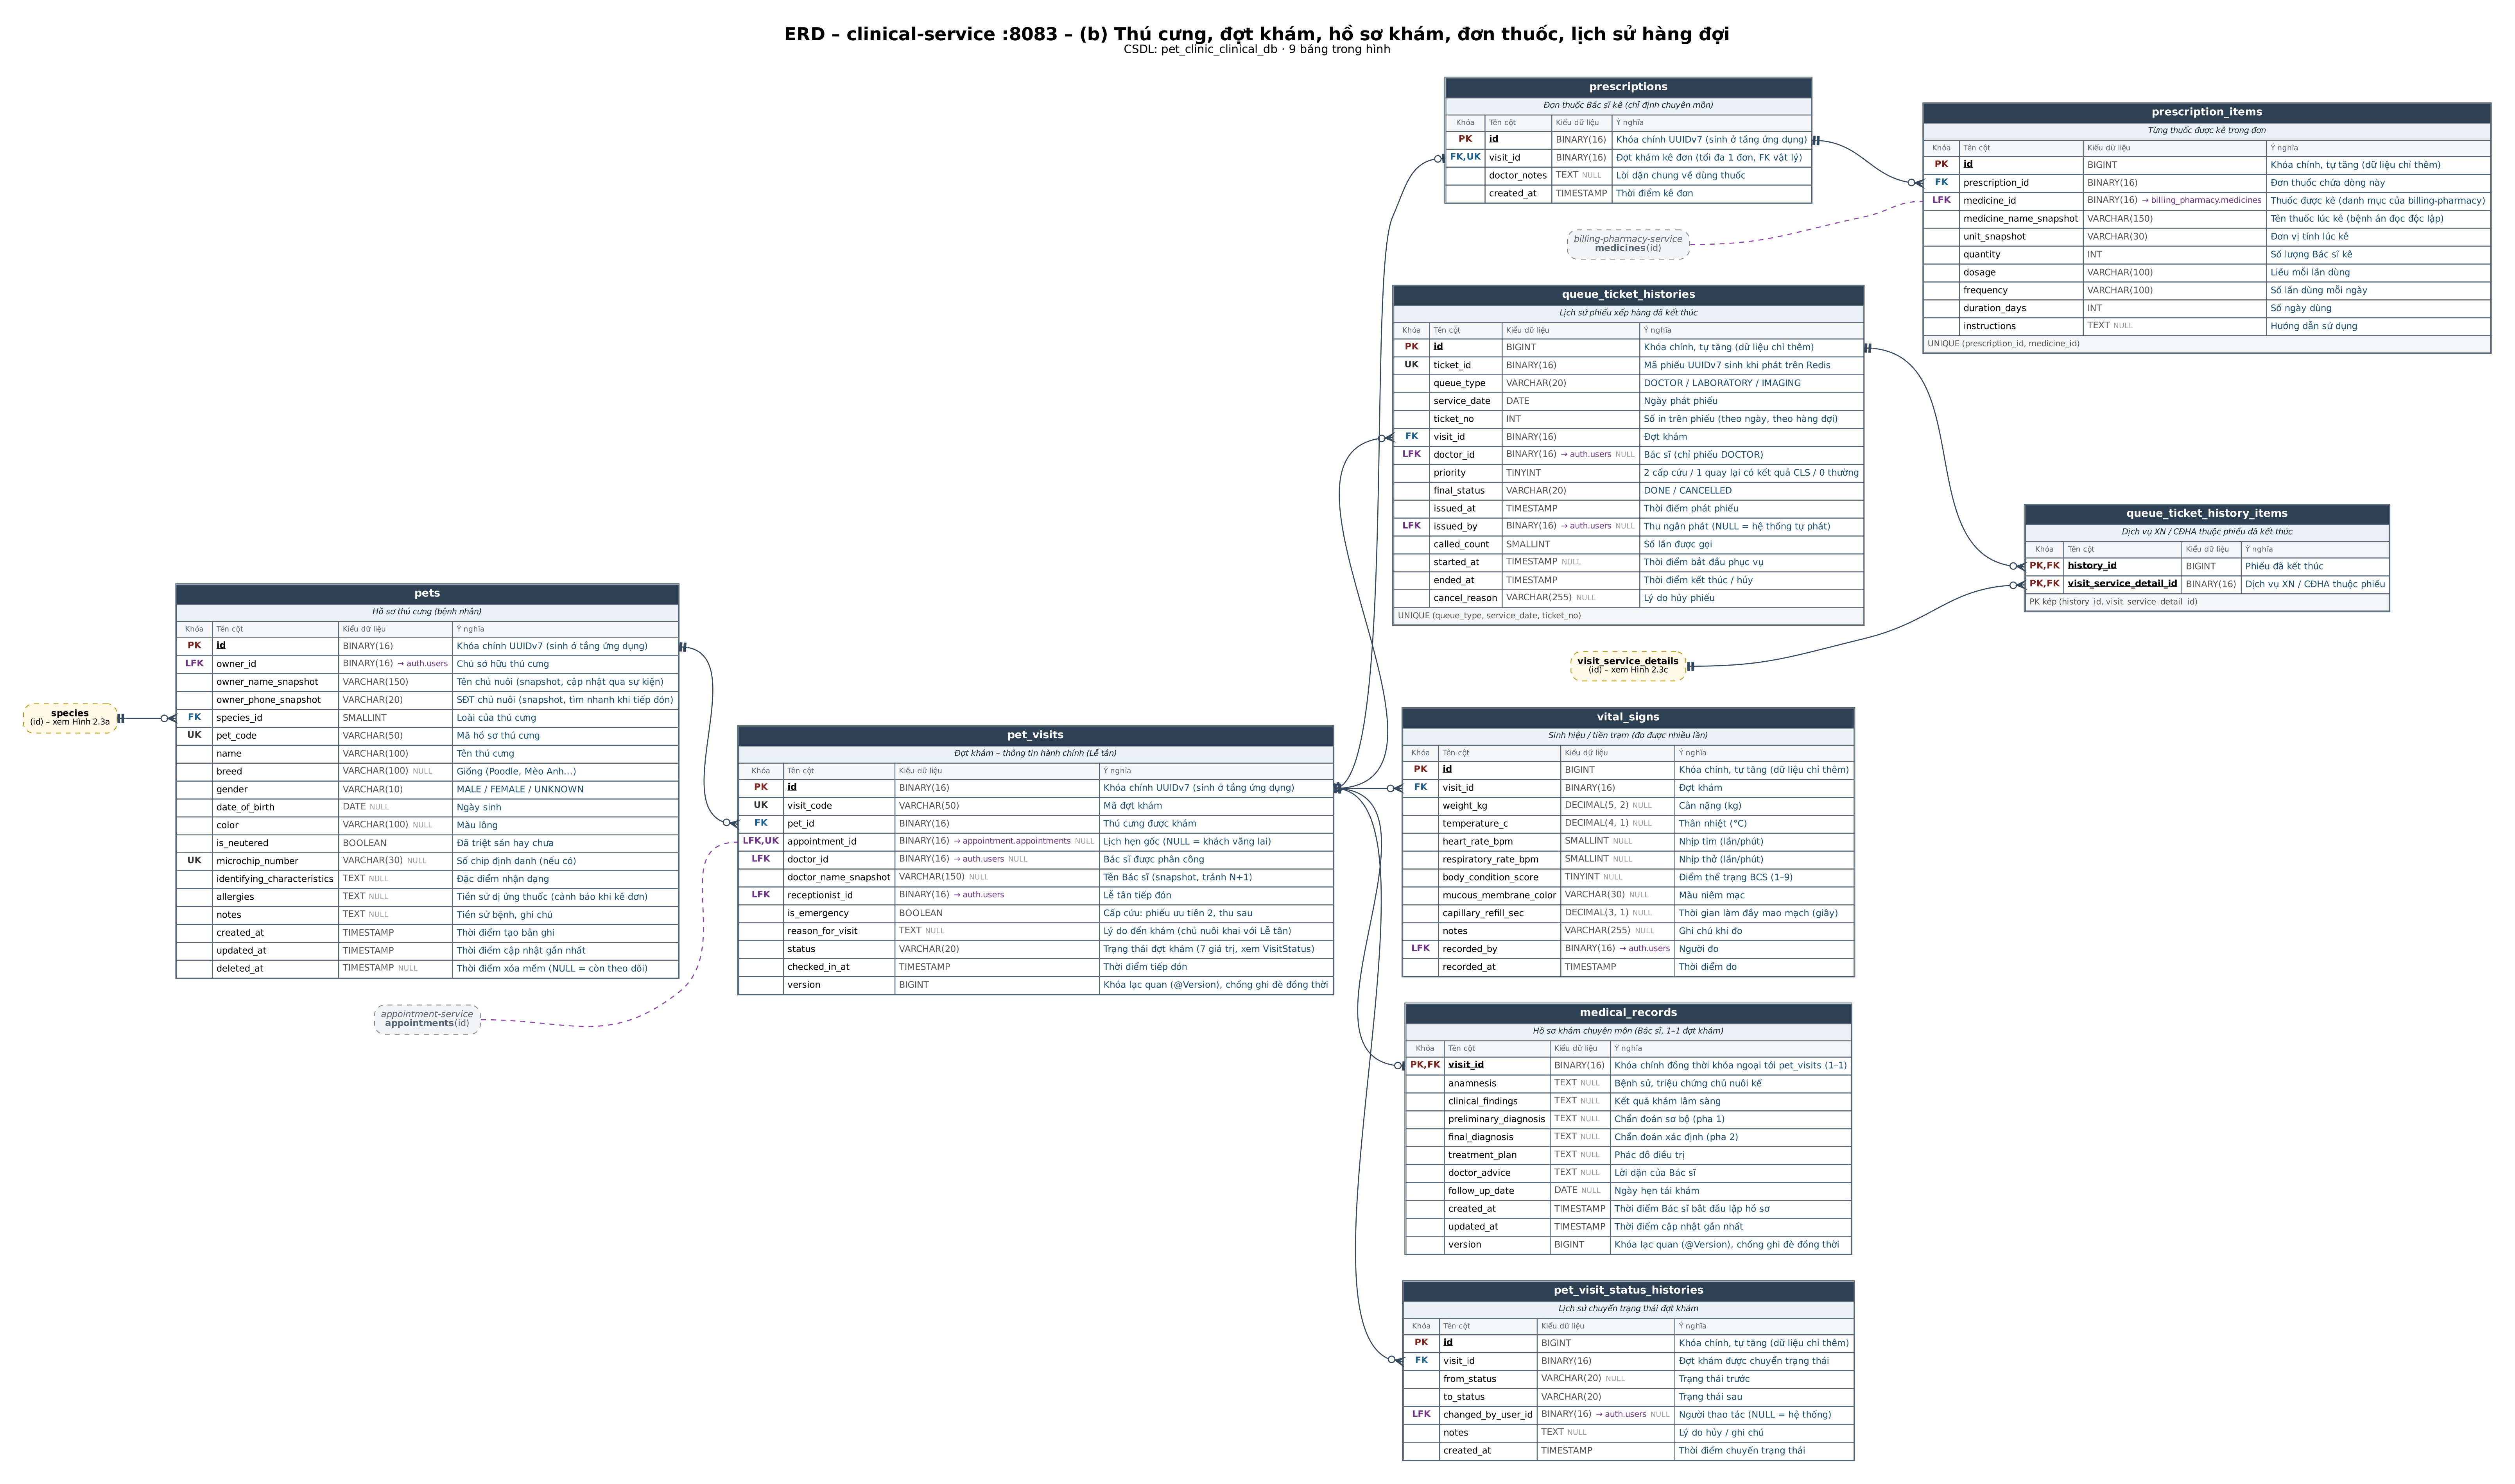 ERD – clinical-service :8083 – (b) Thú cưng, đợt khám, hồ sơ khám, đơn thuốc, lịch sử hàng đợi
CSDL: pet_clinic_clinical_db · 9 bảng trong hình
prescriptions
Đơn thuốc Bác sĩ kê (chỉ định chuyên môn)
Khóa Tên cột Kiểu dữ liệu Ý nghĩa
PK id BINARY(16) Khóa chính UUIDv7 (sinh ở tầng ứng dụng)
FK,UK visit_id BINARY(16) Đợt khám kê đơn (tối đa 1 đơn, FK vật lý)
doctor_notes TEXT NULL Lời dặn chung về dùng thuốc
created_at TIMESTAMP Thời điểm kê đơn
prescription_items
Từng thuốc được kê trong đơn
Khóa Tên cột Kiểu dữ liệu Ý nghĩa
PK id BIGINT Khóa chính, tự tăng (dữ liệu chỉ thêm)
FK prescription_id BINARY(16) Đơn thuốc chứa dòng này
LFK medicine_id BINARY(16) → billing_pharmacy.medicines Thuốc được kê (danh mục của billing-pharmacy)
medicine_name_snapshot VARCHAR(150) Tên thuốc lúc kê (bệnh án đọc độc lập)
unit_snapshot VARCHAR(30) Đơn vị tính lúc kê
quantity INT Số lượng Bác sĩ kê
dosage VARCHAR(100) Liều mỗi lần dùng
frequency VARCHAR(100) Số lần dùng mỗi ngày
duration_days INT Số ngày dùng
instructions TEXT NULL Hướng dẫn sử dụng
UNIQUE (prescription_id, medicine_id)
billing-pharmacy-service
medicines(id)
queue_ticket_histories
Lịch sử phiếu xếp hàng đã kết thúc
Khóa Tên cột Kiểu dữ liệu Ý nghĩa
PK id BIGINT Khóa chính, tự tăng (dữ liệu chỉ thêm)
UK ticket_id BINARY(16) Mã phiếu UUIDv7 sinh khi phát trên Redis
queue_type VARCHAR(20) DOCTOR / LABORATORY / IMAGING
service_date DATE Ngày phát phiếu
ticket_no INT Số in trên phiếu (theo ngày, theo hàng đợi)
FK visit_id BINARY(16) Đợt khám
LFK doctor_id BINARY(16) → auth.users NULL Bác sĩ (chỉ phiếu DOCTOR)
priority TINYINT 2 cấp cứu / 1 quay lại có kết quả CLS / 0 thường
final_status VARCHAR(20) DONE / CANCELLED
issued_at TIMESTAMP Thời điểm phát phiếu
LFK issued_by BINARY(16) → auth.users NULL Thu ngân phát (NULL = hệ thống tự phát)
called_count SMALLINT Số lần được gọi
started_at TIMESTAMP NULL Thời điểm bắt đầu phục vụ
ended_at TIMESTAMP Thời điểm kết thúc / hủy
cancel_reason VARCHAR(255) NULL Lý do hủy phiếu
UNIQUE (queue_type, service_date, ticket_no)
queue_ticket_history_items
Dịch vụ XN / CĐHA thuộc phiếu đã kết thúc
Khóa Tên cột Kiểu dữ liệu Ý nghĩa
PK,FK history_id BIGINT Phiếu đã kết thúc
PK,FK visit_service_detail_id BINARY(16) Dịch vụ XN / CĐHA thuộc phiếu
PK kép (history_id, visit_service_detail_id)
visit_service_details
(id) – xem Hình 2.3c
pets
Hồ sơ thú cưng (bệnh nhân)
Khóa Tên cột Kiểu dữ liệu Ý nghĩa
PK id BINARY(16) Khóa chính UUIDv7 (sinh ở tầng ứng dụng)
LFK owner_id BINARY(16) → auth.users Chủ sở hữu thú cưng
owner_name_snapshot VARCHAR(150) Tên chủ nuôi (snapshot, cập nhật qua sự kiện)
owner_phone_snapshot VARCHAR(20) SĐT chủ nuôi (snapshot, tìm nhanh khi tiếp đón)
FK species_id SMALLINT Loài của thú cưng
UK pet_code VARCHAR(50) Mã hồ sơ thú cưng
name VARCHAR(100) Tên thú cưng
breed VARCHAR(100) NULL Giống (Poodle, Mèo Anh...)
gender VARCHAR(10) MALE / FEMALE / UNKNOWN
date_of_birth DATE NULL Ngày sinh
color VARCHAR(100) NULL Màu lông
is_neutered BOOLEAN Đã triệt sản hay chưa
UK microchip_number VARCHAR(30) NULL Số chip định danh (nếu có)
identifying_characteristics TEXT NULL Đặc điểm nhận dạng
allergies TEXT NULL Tiền sử dị ứng thuốc (cảnh báo khi kê đơn)
notes TEXT NULL Tiền sử bệnh, ghi chú
created_at TIMESTAMP Thời điểm tạo bản ghi
updated_at TIMESTAMP Thời điểm cập nhật gần nhất
deleted_at TIMESTAMP NULL Thời điểm xóa mềm (NULL = còn theo dõi)
species
(id) – xem Hình 2.3a
appointment-service
appointments(id)
pet_visits
Đợt khám – thông tin hành chính (Lễ tân)
Khóa Tên cột Kiểu dữ liệu Ý nghĩa
PK id BINARY(16) Khóa chính UUIDv7 (sinh ở tầng ứng dụng)
UK visit_code VARCHAR(50) Mã đợt khám
FK pet_id BINARY(16) Thú cưng được khám
LFK,UK appointment_id BINARY(16) → appointment.appointments NULL Lịch hẹn gốc (NULL = khách vãng lai)
LFK doctor_id BINARY(16) → auth.users NULL Bác sĩ được phân công
doctor_name_snapshot VARCHAR(150) NULL Tên Bác sĩ (snapshot, tránh N+1)
LFK receptionist_id BINARY(16) → auth.users Lễ tân tiếp đón
is_emergency BOOLEAN Cấp cứu: phiếu ưu tiên 2, thu sau
reason_for_visit TEXT NULL Lý do đến khám (chủ nuôi khai với Lễ tân)
status VARCHAR(20) Trạng thái đợt khám (7 giá trị, xem VisitStatus)
checked_in_at TIMESTAMP Thời điểm tiếp đón
version BIGINT Khóa lạc quan (@Version), chống ghi đè đồng thời
vital_signs
Sinh hiệu / tiền trạm (đo được nhiều lần)
Khóa Tên cột Kiểu dữ liệu Ý nghĩa
PK id BIGINT Khóa chính, tự tăng (dữ liệu chỉ thêm)
FK visit_id BINARY(16) Đợt khám
weight_kg DECIMAL(5, 2) NULL Cân nặng (kg)
temperature_c DECIMAL(4, 1) NULL Thân nhiệt (°C)
heart_rate_bpm SMALLINT NULL Nhịp tim (lần/phút)
respiratory_rate_bpm SMALLINT NULL Nhịp thở (lần/phút)
body_condition_score TINYINT NULL Điểm thể trạng BCS (1–9)
mucous_membrane_color VARCHAR(30) NULL Màu niêm mạc
capillary_refill_sec DECIMAL(3, 1) NULL Thời gian làm đầy mao mạch (giây)
notes VARCHAR(255) NULL Ghi chú khi đo
LFK recorded_by BINARY(16) → auth.users Người đo
recorded_at TIMESTAMP Thời điểm đo
medical_records
Hồ sơ khám chuyên môn (Bác sĩ, 1–1 đợt khám)
Khóa Tên cột Kiểu dữ liệu Ý nghĩa
PK,FK visit_id BINARY(16) Khóa chính đồng thời khóa ngoại tới pet_visits (1–1)
anamnesis TEXT NULL Bệnh sử, triệu chứng chủ nuôi kể
clinical_findings TEXT NULL Kết quả khám lâm sàng
preliminary_diagnosis TEXT NULL Chẩn đoán sơ bộ (pha 1)
final_diagnosis TEXT NULL Chẩn đoán xác định (pha 2)
treatment_plan TEXT NULL Phác đồ điều trị
doctor_advice TEXT NULL Lời dặn của Bác sĩ
follow_up_date DATE NULL Ngày hẹn tái khám
created_at TIMESTAMP Thời điểm Bác sĩ bắt đầu lập hồ sơ
updated_at TIMESTAMP Thời điểm cập nhật gần nhất
version BIGINT Khóa lạc quan (@Version), chống ghi đè đồng thời
pet_visit_status_histories
Lịch sử chuyển trạng thái đợt khám
Khóa Tên cột Kiểu dữ liệu Ý nghĩa
PK id BIGINT Khóa chính, tự tăng (dữ liệu chỉ thêm)
FK visit_id BINARY(16) Đợt khám được chuyển trạng thái
from_status VARCHAR(20) NULL Trạng thái trước
to_status VARCHAR(20) Trạng thái sau
LFK changed_by_user_id BINARY(16) → auth.users NULL Người thao tác (NULL = hệ thống)
notes TEXT NULL Lý do hủy / ghi chú
created_at TIMESTAMP Thời điểm chuyển trạng thái